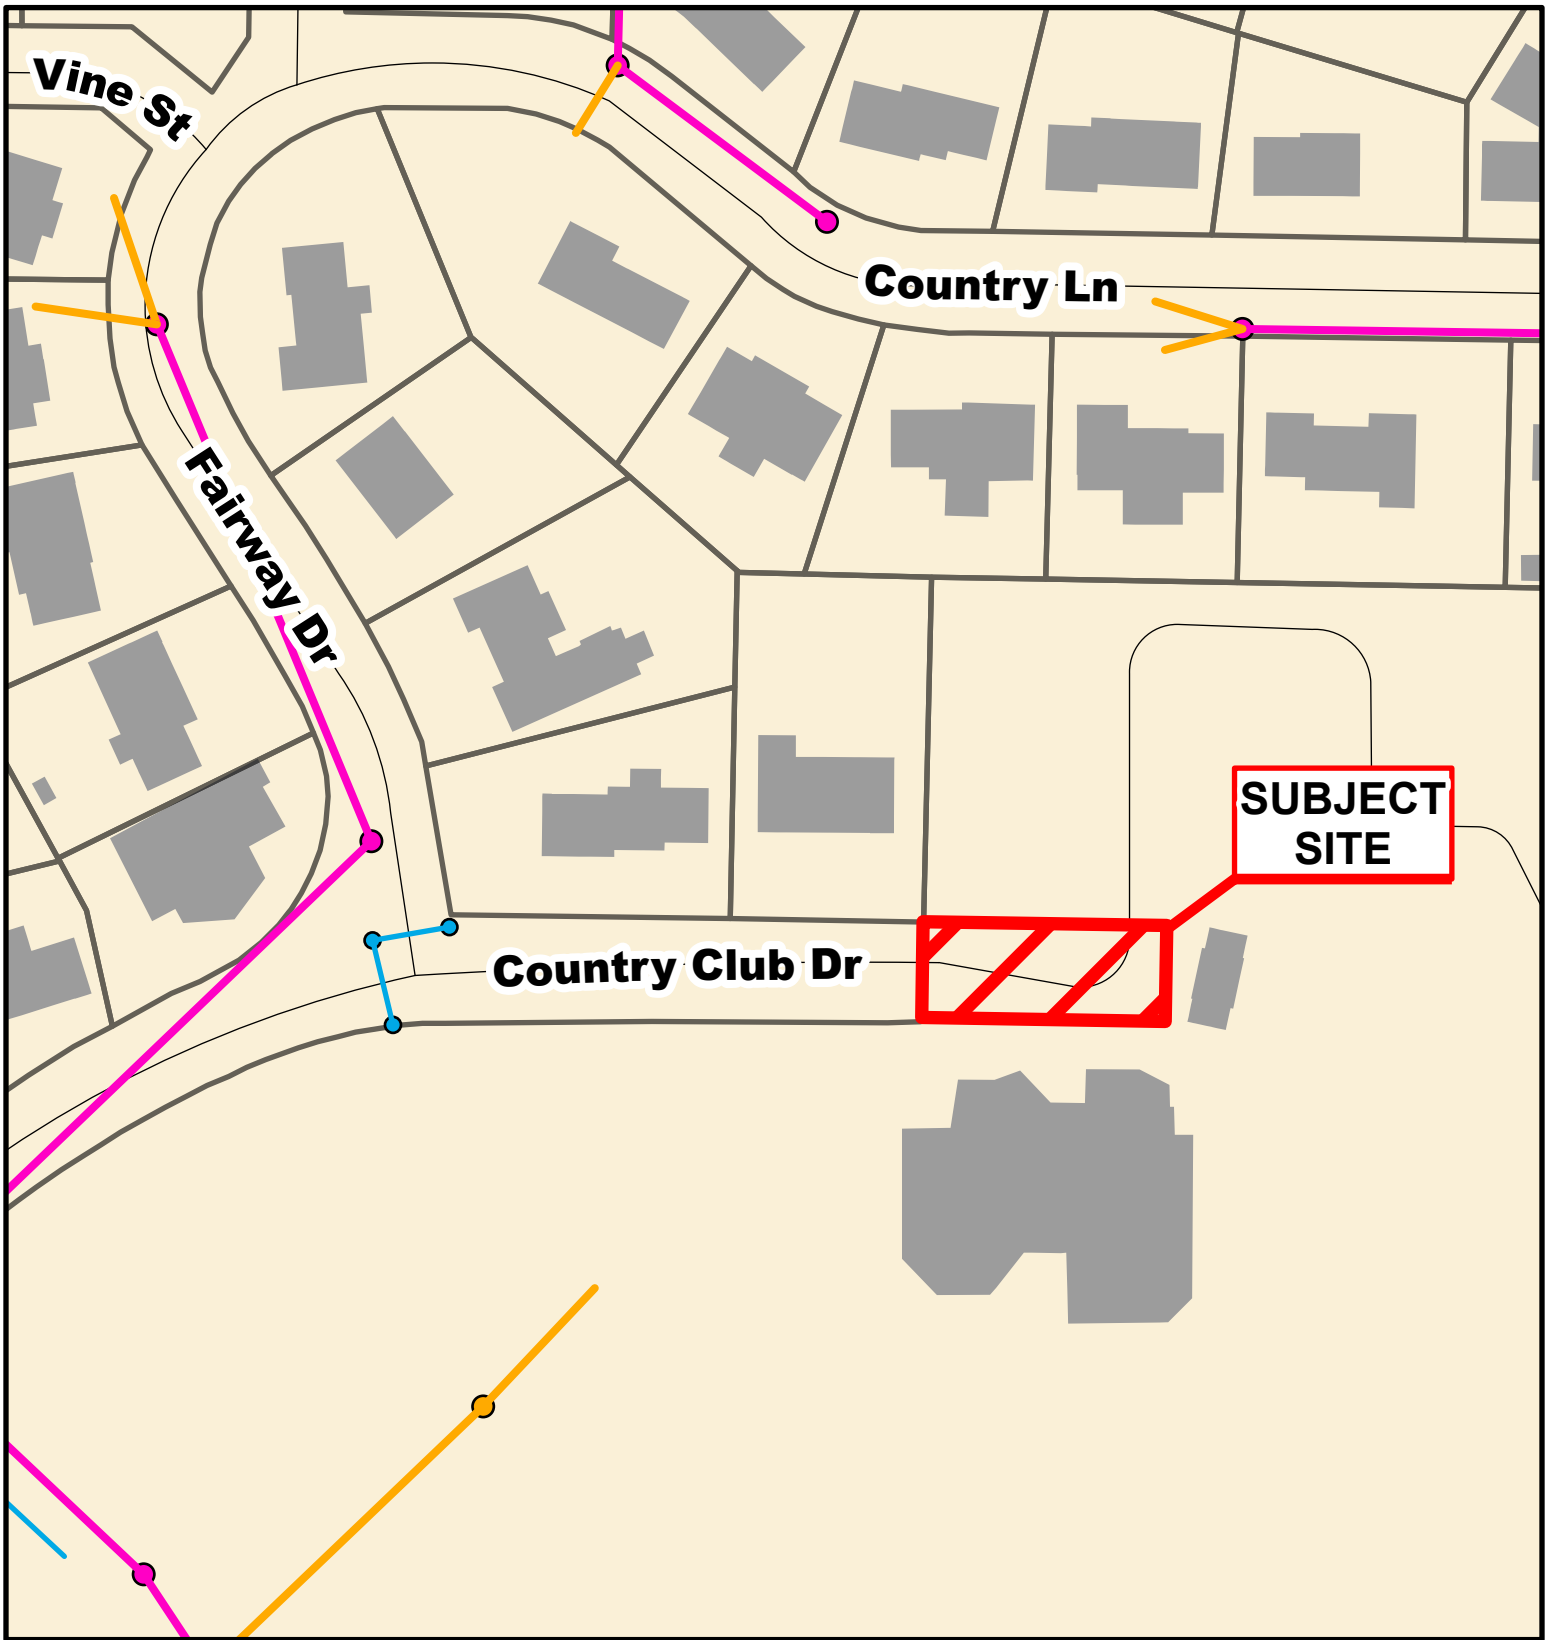 Vine St
Country Ln
Fairway Dr
SUBJECT
SITE
Country Club Dr